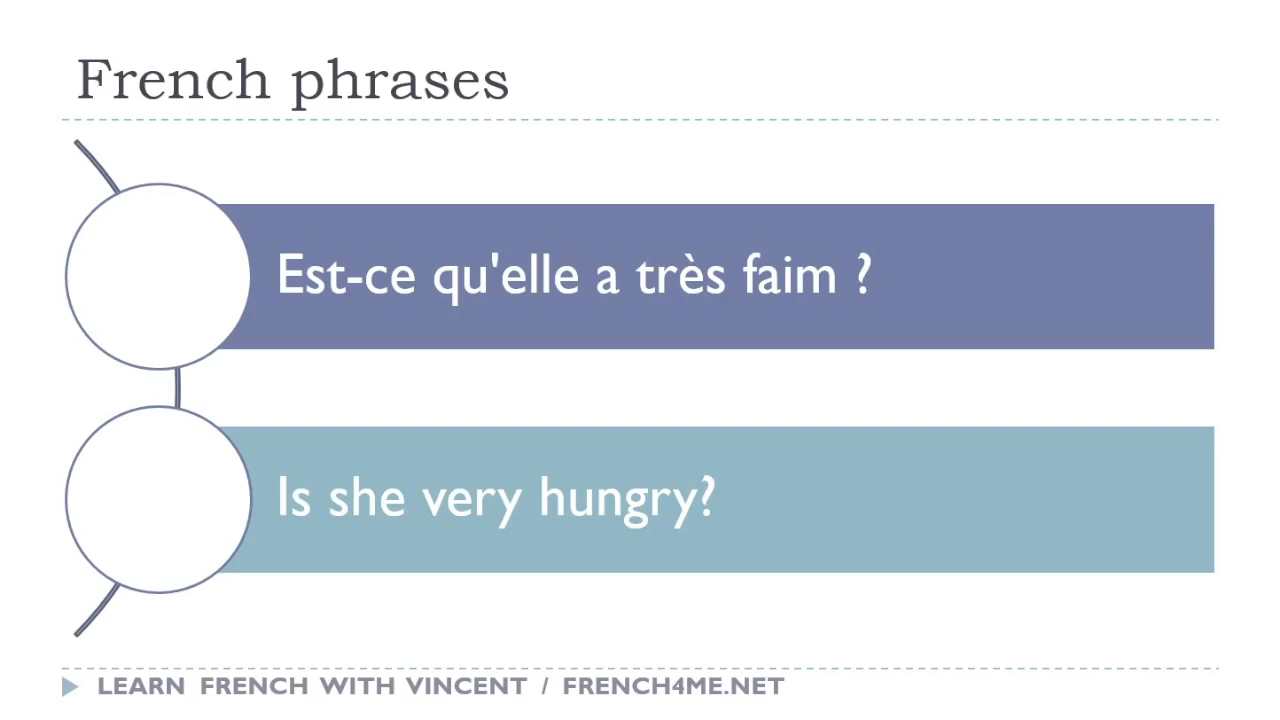 French phrases
Est-ce qu'elle a très faim ?
Is she very hungry?
LEARN FRENCH WITH VINCENT / FRENCH4ME.NET